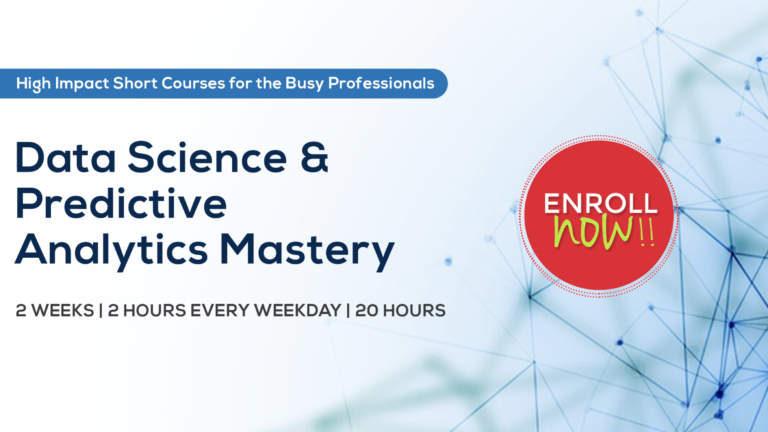 High Impact Short Courses for the Busy Professionals
Data Science &
Predictive
Analytics Mastery
2 WEEKS | 2 HOURS EVERY WEEKDAY | 20 HOURS
ENROLL
now!!